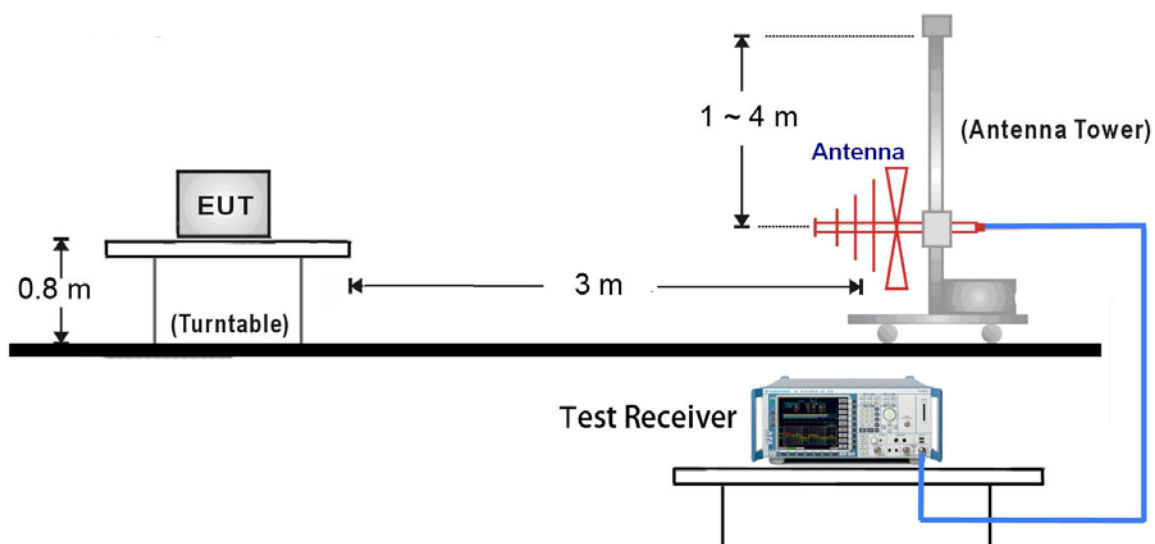 1 ~ 4 m
(Antenna Tower)
Antenna
EUT
0.8 m
3 m
(Turntable)
Test Receiver